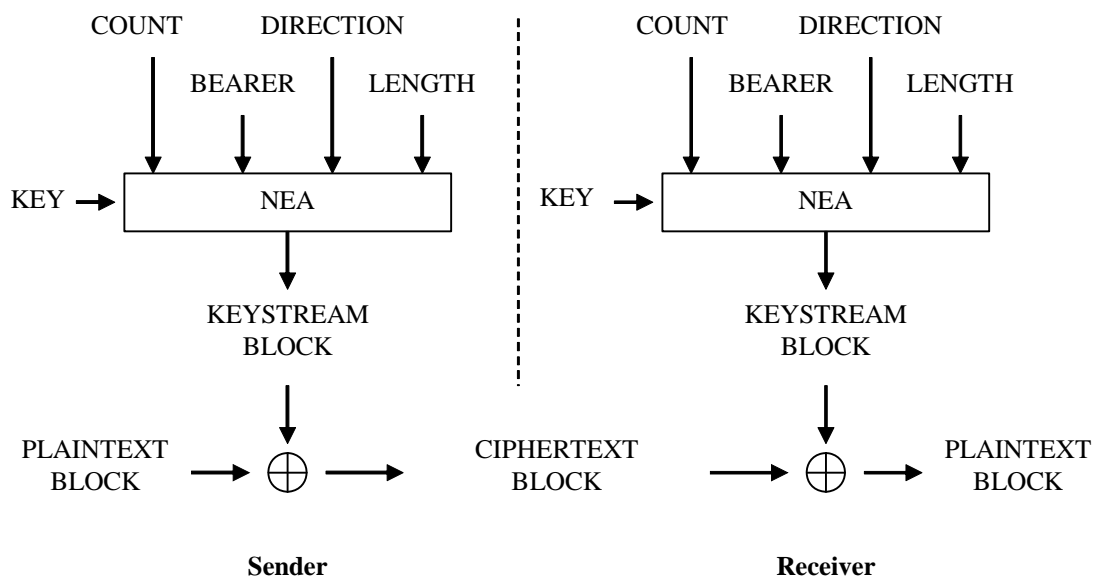 COUNT DIRECTION COUNT DIRECTION
BEARER LENGTH BEARER LENGTH
KEY NEA KEY NEA
KEYSTREAM KEYSTREAM
BLOCK BLOCK
PLAINTEXT CIPHERTEXT PLAINTEXT
BLOCK BLOCK BLOCK
Sender Receiver